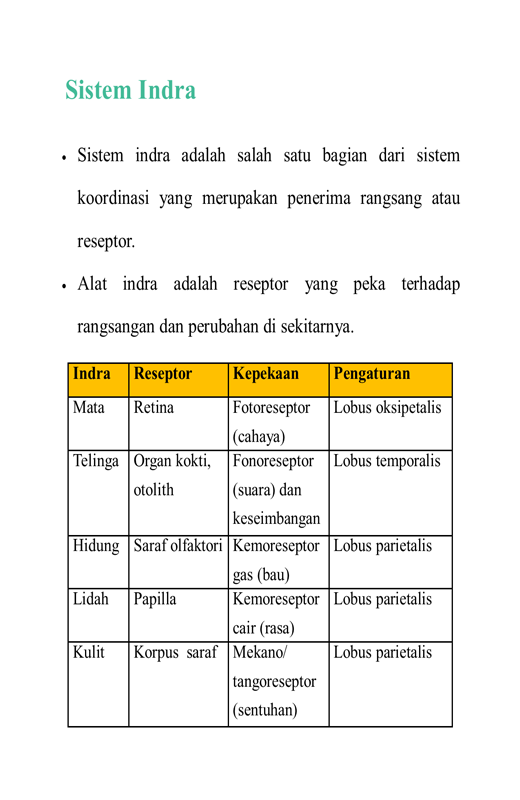 Sistem Indra
• Sistem indra adalah salah satu bagian dari sistem
koordinasi yang merupakan penerima rangsang atau
reseptor.
• Alat indra adalah reseptor yang peka terhadap
rangsangan dan perubahan di sekitarnya.
Indra Reseptor Kepekaan Pengaturan
Mata Retina Fotoreseptor Lobus oksipetalis
(cahaya)
Telinga Organ kokti, Fonoreseptor Lobus temporalis
otolith (suara) dan
keseimbangan
Hidung Saraf olfaktori Kemoreseptor Lobus parietalis
gas (bau)
Lidah Papilla Kemoreseptor Lobus parietalis
cair (rasa)
Kulit Korpus saraf Mekano/ Lobus parietalis
tangoreseptor
(sentuhan)